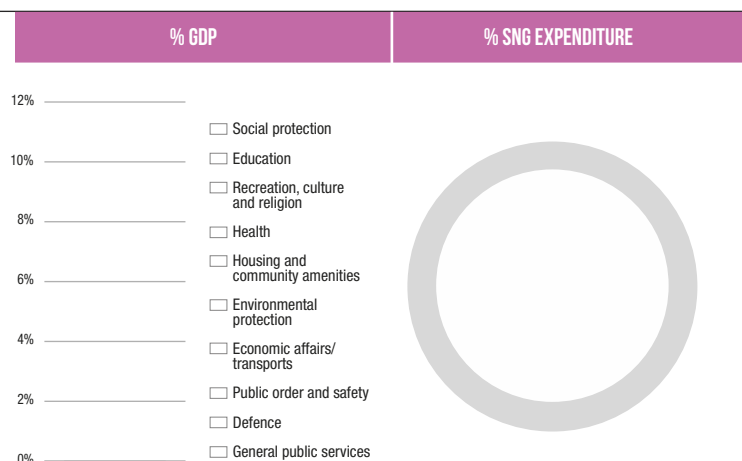 % GDP
% SNG EXPENDITURE
12%
10%
8%
6%
4%
2%
0%
Social protection
Education
Recreation, culture
and religion
Health
Housing and
community amenities
Environmental
protection
Economic affairs/
transports
Public order and safety
Defence
General public services